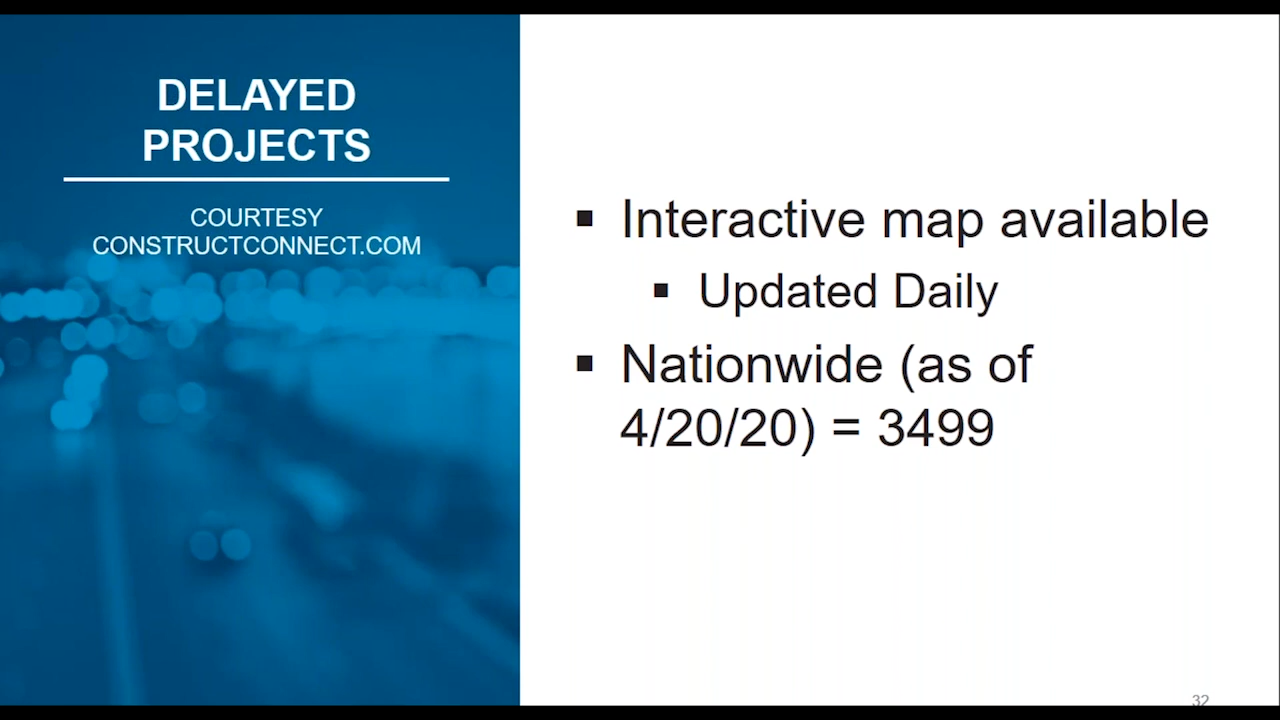 DELAYED
PROJECTS
COURTESY
CONSTRUCTCONNECT.COM
▪ Interactive map available
▪ Updated Daily
▪ Nationwide (as of
4/20/20) = 3499
32